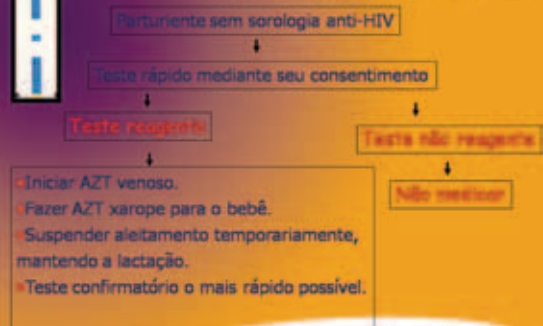 Parturiente sem sorologia anti-HIV
Teste rápido mediante seu consentimento
Teste reagente
Teste não reagente
Não medicar
Iniciar AZT venoso.
Fazer AZT xarope para o bebê.
Suspender aleitamento temporariamente,
mantendo a lactação.
Teste confirmatório o mais rápido possível.